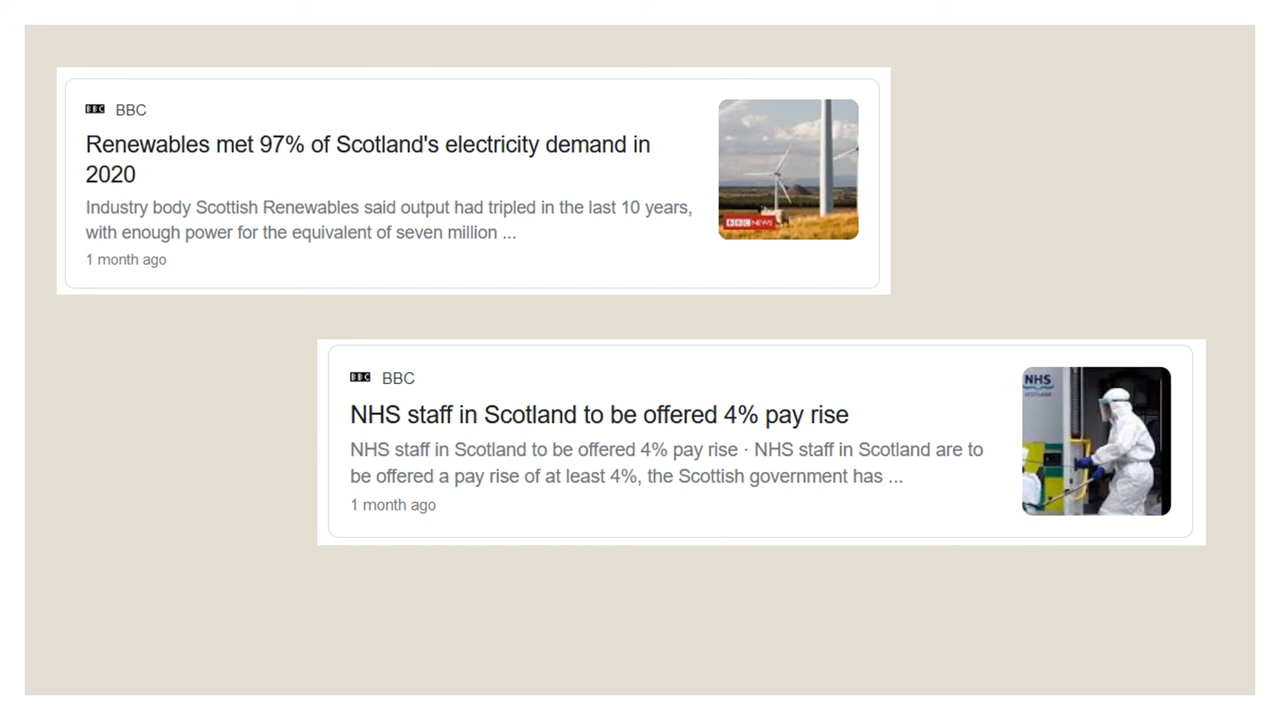 BBC BBC
Renewables met 97% of Scotland's electricity demand in
2020
Industry body Scottish Renewables said output had tripled in the last 10 years,
with enough power for the equivalent of seven million ...
1 month ago
BBC NEWS
BBC BBC
NHS staff in Scotland to be offered 4% pay rise
NHS staff in Scotland to be offered 4% pay rise · NHS staff in Scotland are to
be offered a pay rise of at least 4%, the Scottish government has ...
1 month ago
NHS
SCOTLAND